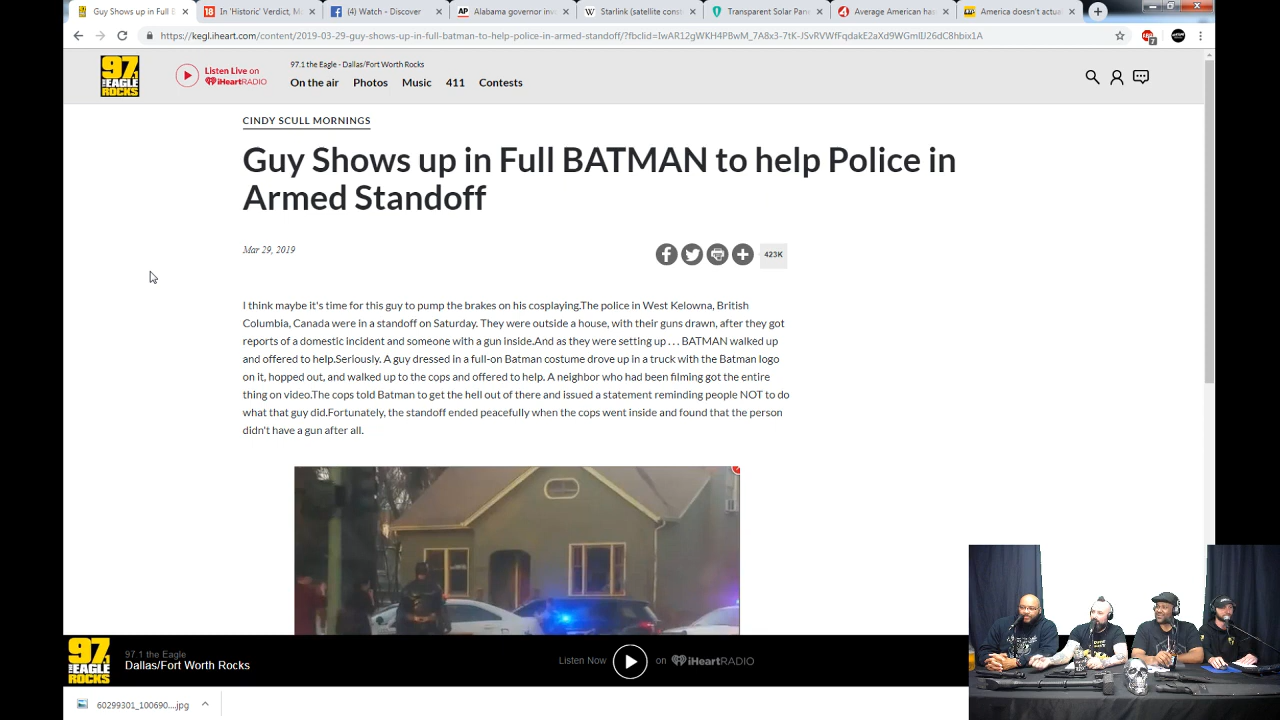 Guy Shows up in Full B
In 'Historic' Verdict, Mo
(4) Watch - Discover
AP Alabama governor inv
W Starlink (satellite const
Transparent Solar Pane
Average American has
America doesn't actua
https://kegl.iheart.com/content/2019-03-29-guy-shows-up-in-full-batman-to-help-police-in-armed-standoff/?fbclid=IwAR12gWKH4PBwM_7A8x3-7tK-JSvRVWfFqdakE2aXd9WGmlIJ26dC8hbix1A
97.1
THE EAGLE
ROCKS
Listen Live on
iHeartRADIO
97.1 the Eagle - Dallas/Fort Worth Rocks
On the air Photos Music 411 Contests
CINDY SCULL MORNINGS
Guy Shows up in Full BATMAN to help Police in
Armed Standoff
Mar 29, 2019
423K
I think maybe it's time for this guy to pump the brakes on his cosplaying.The police in West Kelowna, British
Columbia, Canada were in a standoff on Saturday. They were outside a house, with their guns drawn, after they got
reports of a domestic incident and someone with a gun inside.And as they were setting up . . . BATMAN walked up
and offered to help.Seriously. A guy dressed in a full-on Batman costume drove up in a truck with the Batman logo
on it, hopped out, and walked up to the cops and offered to help. A neighbor who had been filming got the entire
thing on video.The cops told Batman to get the hell out of there and issued a statement reminding people NOT to do
what that guy did.Fortunately, the standoff ended peacefully when the cops went inside and found that the person
didn't have a gun after all.
97.1
THE EAGLE
ROCKS
97.1 the Eagle
Dallas/Fort Worth Rocks
Listen Now on iHeartRADIO
60299301_100690....jpg